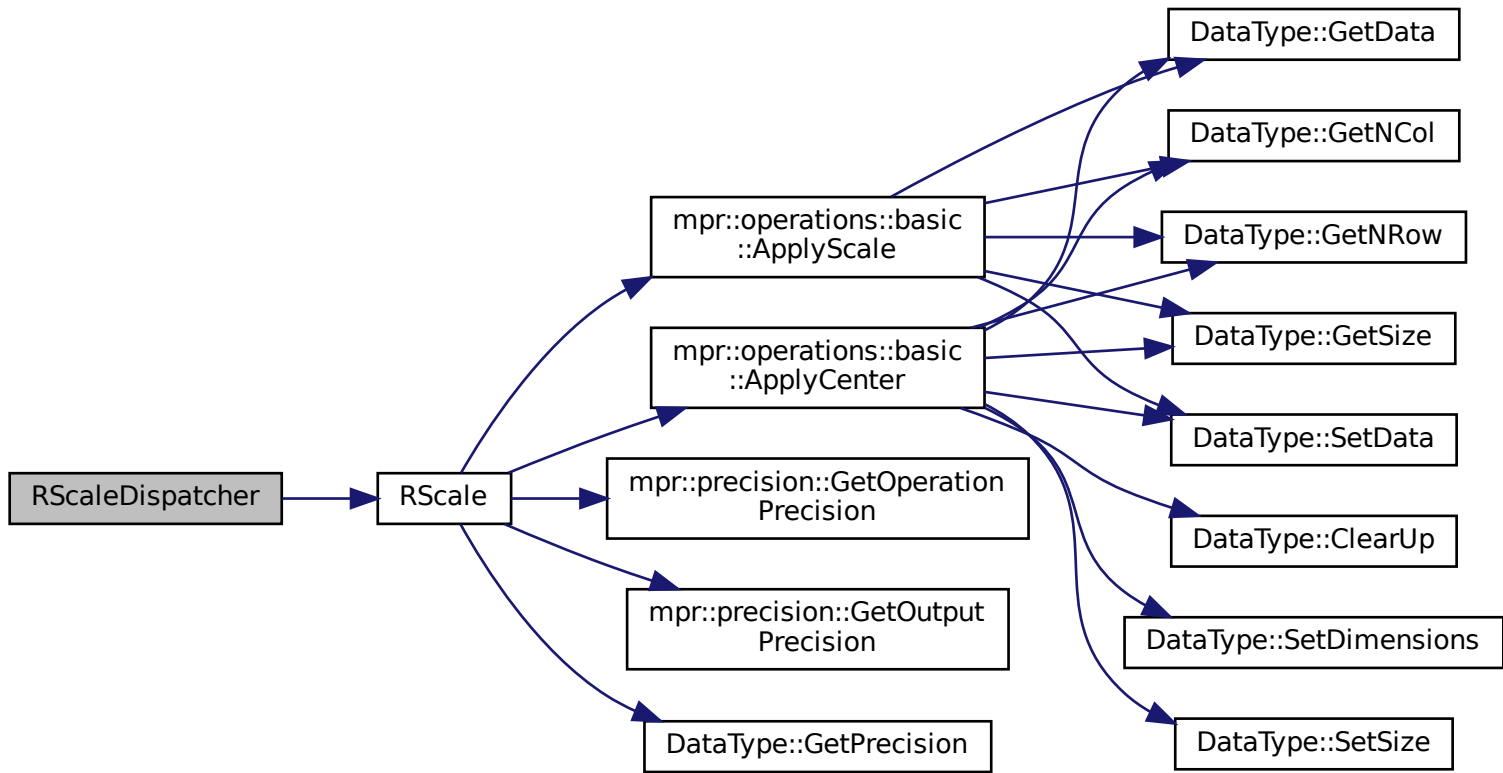 RScaleDispatcher
RScale
mpr::operations::basic
::ApplyScale
mpr::operations::basic
::ApplyCenter
mpr::precision::GetOperation
Precision
mpr::precision::GetOutput
Precision
DataType::GetPrecision
DataType::GetData
DataType::GetNCol
DataType::GetNRow
DataType::GetSize
DataType::SetData
DataType::ClearUp
DataType::SetDimensions
DataType::SetSize